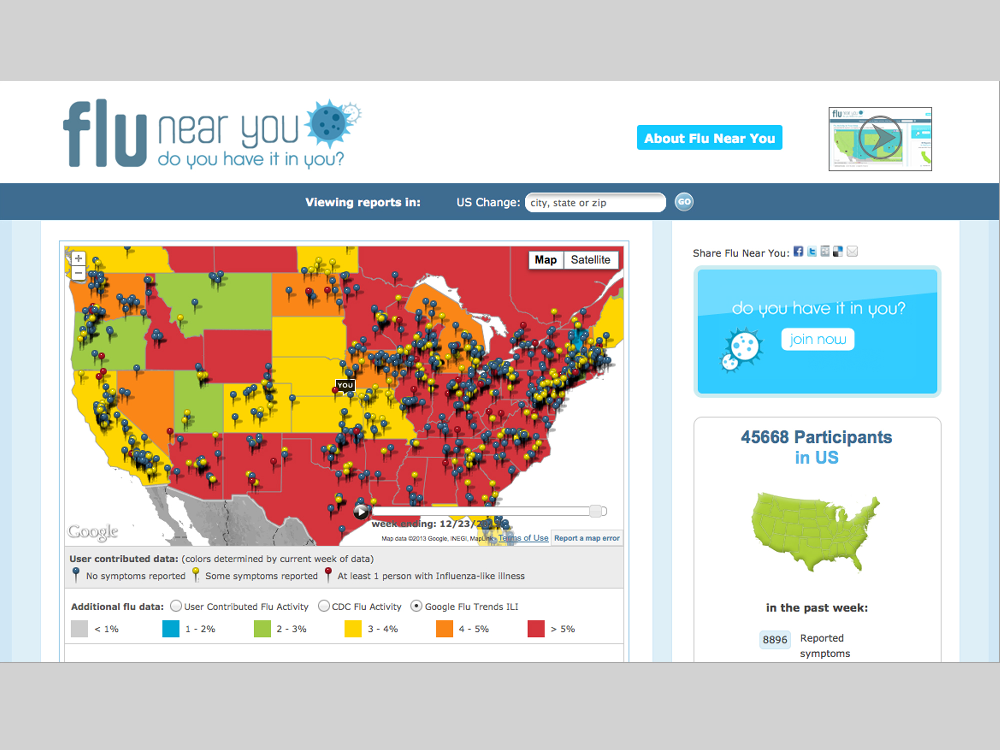 flu near you
do you have it in you?
About Flu Near You
flu near you
Viewing reports in: US Change: city, state or zip GO
+
−
Map Satellite
YOU
week ending: 12/23/
Google
Map data ©2013 Google, INEGI, MapLink Terms of Use Report a map error
User contributed data: (colors determined by current week of data)
No symptoms reported Some symptoms reported At least 1 person with Influenza-like illness
Additional flu data: User Contributed Flu Activity CDC Flu Activity Google Flu Trends ILI
< 1% 1 - 2% 2 - 3% 3 - 4% 4 - 5% > 5%
Share Flu Near You:
do you have it in you?
join now
45668 Participants
in US
in the past week:
8896 Reported
symptoms